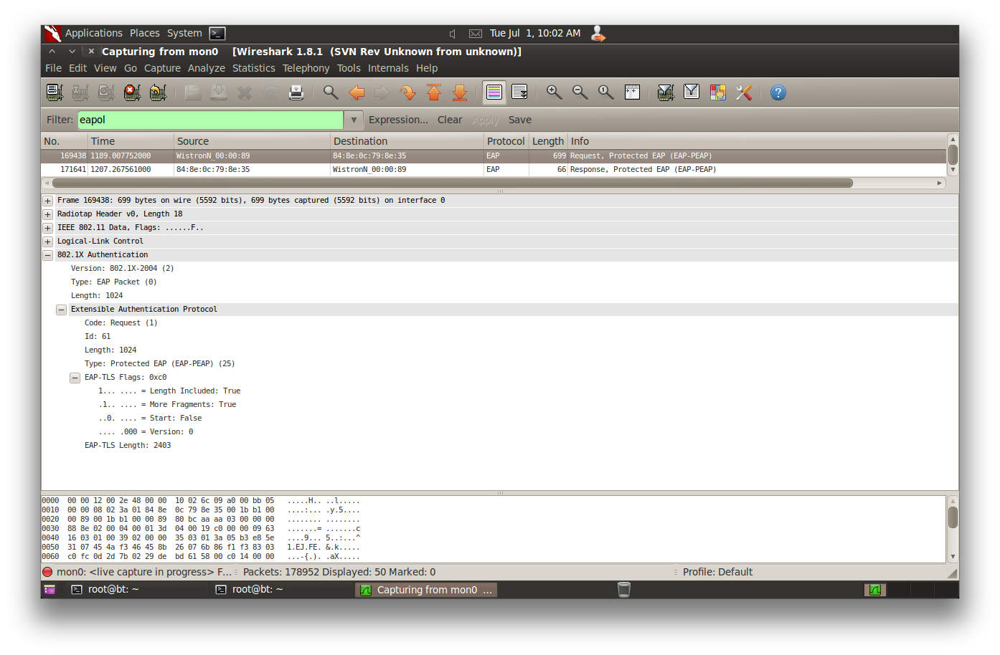 Applications Places System Tue Jul 1, 10:02 AM
Capturing from mon0 [Wireshark 1.8.1 (SVN Rev Unknown from unknown)]
File Edit View Go Capture Analyze Statistics Telephony Tools Internals Help
Filter: eapol Expression... Clear Apply Save
No. Time Source Destination Protocol Length Info
169438 1189.007752000 WistronN_00:00:89 84:8e:0c:79:8e:35 EAP 699 Request, Protected EAP (EAP-PEAP)
171641 1207.267561000 84:8e:0c:79:8e:35 WistronN_00:00:89 EAP 66 Response, Protected EAP (EAP-PEAP)
Frame 169438: 699 bytes on wire (5592 bits), 699 bytes captured (5592 bits) on interface 0
Radiotap Header v0, Length 18
IEEE 802.11 Data, Flags: ......F..
Logical-Link Control
802.1X Authentication
Version: 802.1X-2004 (2)
Type: EAP Packet (0)
Length: 1024
Extensible Authentication Protocol
Code: Request (1)
Id: 61
Length: 1024
Type: Protected EAP (EAP-PEAP) (25)
EAP-TLS Flags: 0xc0
1... .... = Length Included: True
.1.. .... = More Fragments: True
..0. .... = Start: False
.... .000 = Version: 0
EAP-TLS Length: 2403
0000 00 00 12 00 2e 48 00 00 10 02 6c 09 a0 00 bb 05 .....H.. ..l.....
0010 00 00 08 02 3a 01 84 8e 0c 79 8e 35 00 1b b1 00 ....:... .y.5....
0020 00 89 00 1b b1 00 00 89 80 bc aa aa 03 00 00 00 ........ ........
0030 88 8e 02 00 04 00 01 3d 04 00 19 c0 00 00 09 63 .......= .......c
0040 16 03 01 00 39 02 00 00 35 03 01 3a 05 b3 e8 5e ....9... 5..:...^
0050 31 07 45 4a f3 46 45 8b 26 07 6b 86 f1 f3 83 03 1.EJ.FE. &.k.....
0060 c0 fc 0d 2d 7b 02 29 de bd 61 58 00 c0 14 00 00 ...-{.). .aX.....
mon0: <live capture in progress> F... Packets: 178952 Displayed: 50 Marked: 0 Profile: Default
root@bt: ~ root@bt: ~ Capturing from mon0 ...